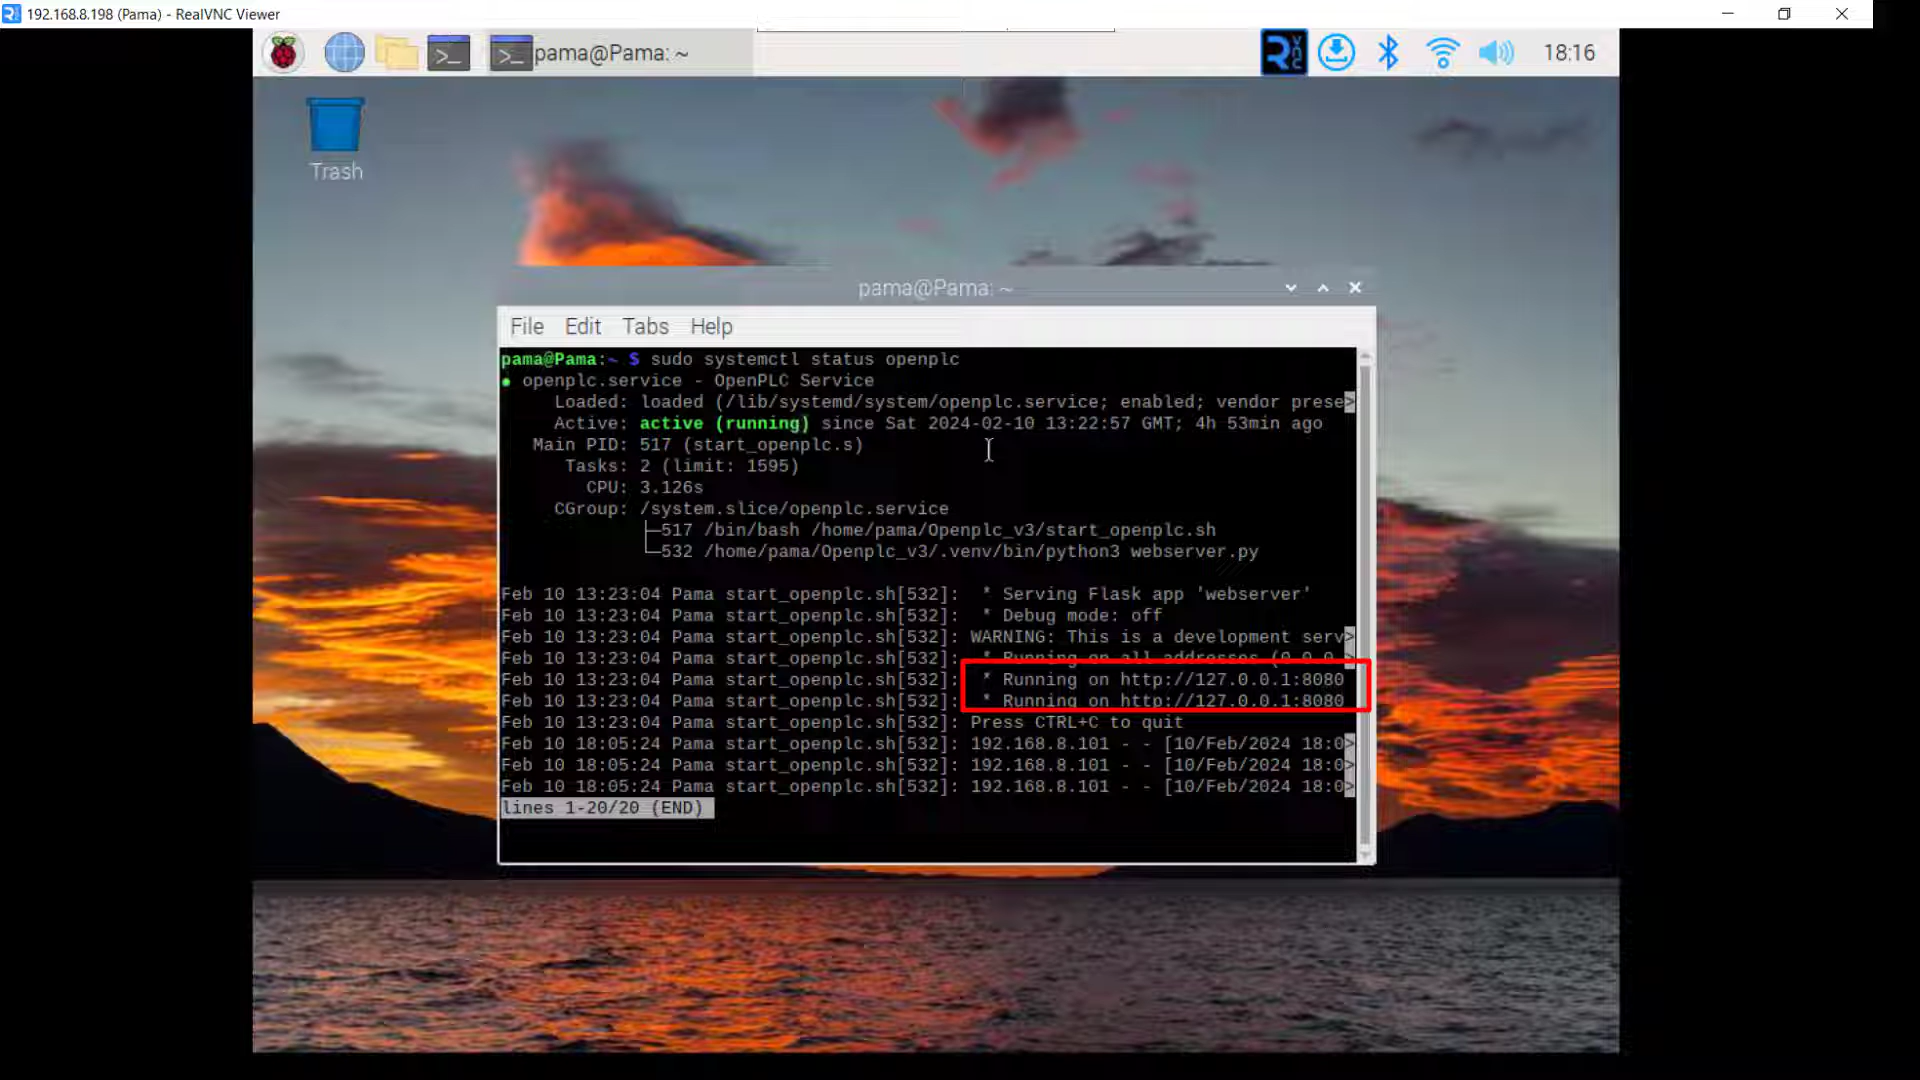 192.168.8.198 (Pama) - RealVNC Viewer
pama@Pama: ~
18:16
Trash
pama@Pama: ~
File Edit Tabs Help
pama@Pama:~ $ sudo systemctl status openplc
● openplc.service - OpenPLC Service
Loaded: loaded (/lib/systemd/system/openplc.service; enabled; vendor prese>
Active: active (running) since Sat 2024-02-10 13:22:57 GMT; 4h 53min ago
Main PID: 517 (start_openplc.s)
Tasks: 2 (limit: 1595)
CPU: 3.126s
CGroup: /system.slice/openplc.service
├─517 /bin/bash /home/pama/Openplc_v3/start_openplc.sh
└─532 /home/pama/Openplc_v3/.venv/bin/python3 webserver.py
Feb 10 13:23:04 Pama start_openplc.sh[532]:  * Serving Flask app 'webserver'
Feb 10 13:23:04 Pama start_openplc.sh[532]:  * Debug mode: off
Feb 10 13:23:04 Pama start_openplc.sh[532]: WARNING: This is a development serv>
Feb 10 13:23:04 Pama start_openplc.sh[532]:  * Running on all addresses (0.0.0.>
Feb 10 13:23:04 Pama start_openplc.sh[532]:  * Running on http://127.0.0.1:8080
Feb 10 13:23:04 Pama start_openplc.sh[532]:  * Running on http://127.0.0.1:8080
Feb 10 13:23:04 Pama start_openplc.sh[532]: Press CTRL+C to quit
Feb 10 18:05:24 Pama start_openplc.sh[532]: 192.168.8.101 - - [10/Feb/2024 18:0>
Feb 10 18:05:24 Pama start_openplc.sh[532]: 192.168.8.101 - - [10/Feb/2024 18:0>
Feb 10 18:05:24 Pama start_openplc.sh[532]: 192.168.8.101 - - [10/Feb/2024 18:0>
lines 1-20/20 (END)